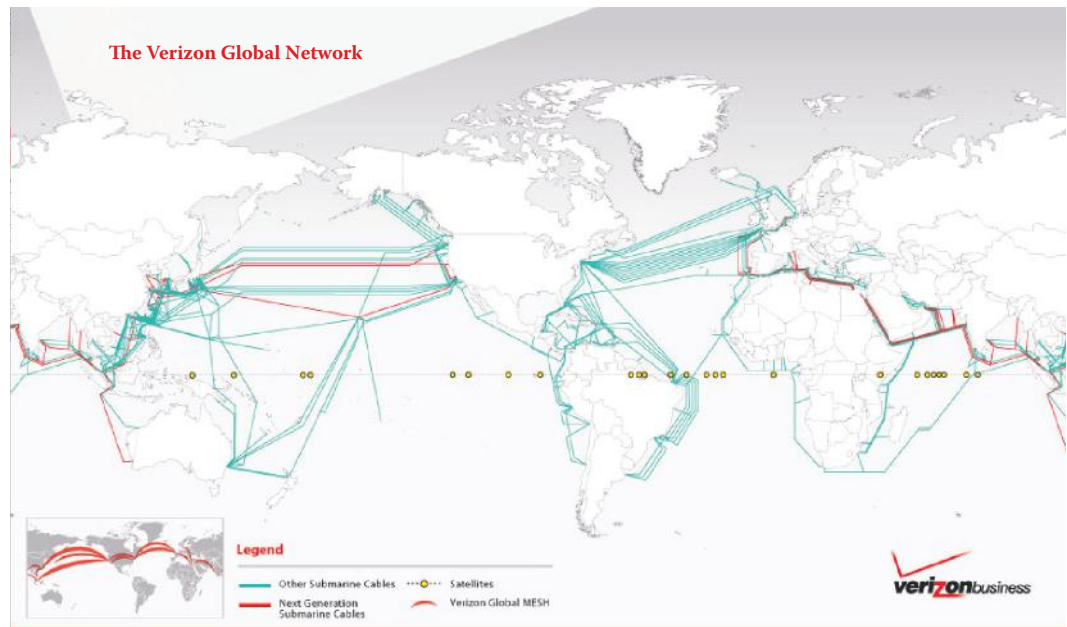 The Verizon Global Network
Legend
Other Submarine Cables
Satellites
Next Generation
Submarine Cables
Verizon Global MESH
verizonbusiness